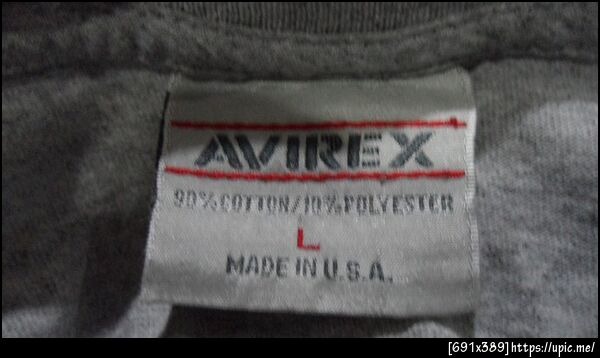 AVIREX
90% COTTON/10% POLYESTER
L
MADE IN U.S.A.
[691x389]https://upic.me/